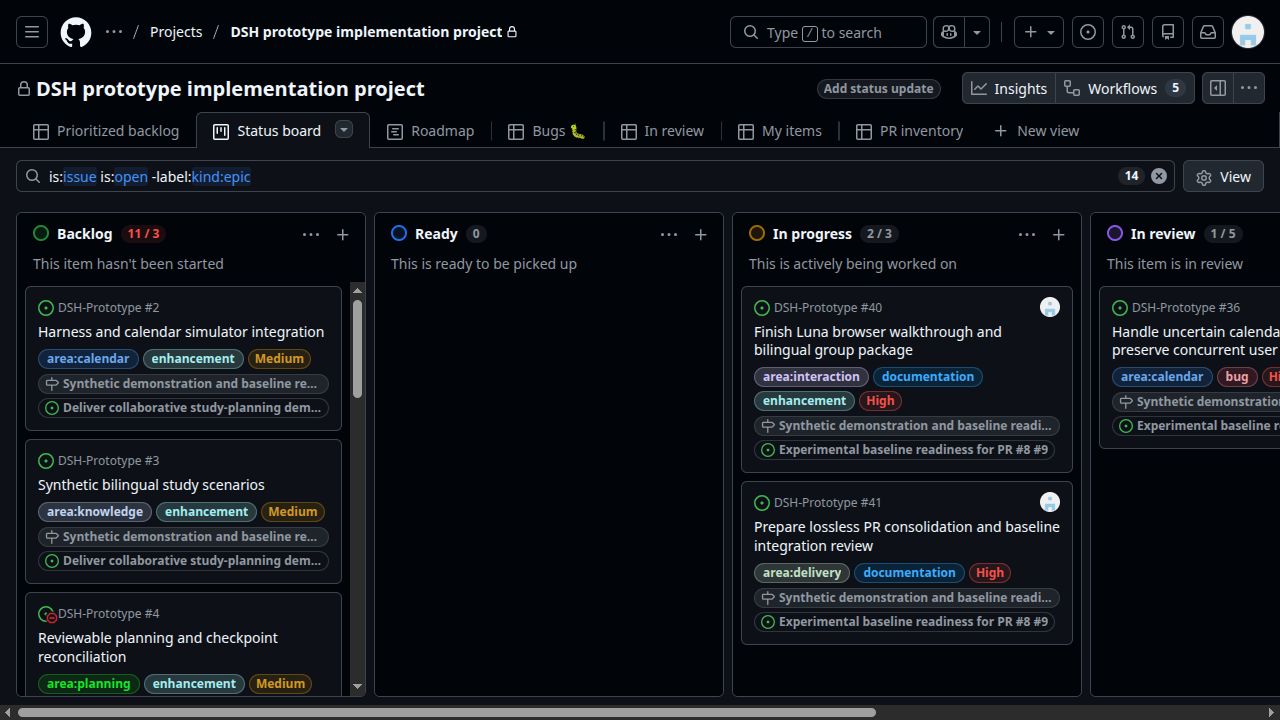 Projects / DSH prototype implementation project
Type / to search
DSH prototype implementation project
Add status update
Insights
Workflows 5
Prioritized backlog
Status board
Roadmap
Bugs 🐛
In review
My items
PR inventory
New view
is:issue is:open -label:kind:epic
14
View
Backlog 11 / 3
This item hasn't been started
DSH-Prototype #2
Harness and calendar simulator integration
area:calendar enhancement Medium
Synthetic demonstration and baseline re...
Deliver collaborative study-planning dem...
DSH-Prototype #3
Synthetic bilingual study scenarios
area:knowledge enhancement Medium
Synthetic demonstration and baseline re...
Deliver collaborative study-planning dem...
DSH-Prototype #4
Reviewable planning and checkpoint
reconciliation
area:planning enhancement Medium
Ready 0
This is ready to be picked up
In progress 2 / 3
This is actively being worked on
DSH-Prototype #40
Finish Luna browser walkthrough and
bilingual group package
area:interaction documentation
enhancement High
Synthetic demonstration and baseline readi...
Experimental baseline readiness for PR #8 #9
DSH-Prototype #41
Prepare lossless PR consolidation and baseline
integration review
area:delivery documentation High
Synthetic demonstration and baseline readi...
Experimental baseline readiness for PR #8 #9
In review 1 / 5
This item is in review
DSH-Prototype #36
Handle uncertain calenda
preserve concurrent user
area:calendar bug Hi
Synthetic demonstration
Experimental baseline re